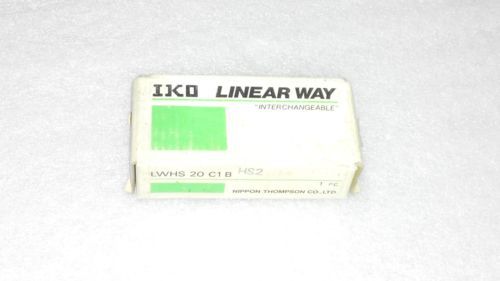 IKO LINEAR WAY
"INTERCHANGEABLE"
LWHS 20 C1 B HS2
1 PC.
NIPPON THOMPSON CO., LTD.